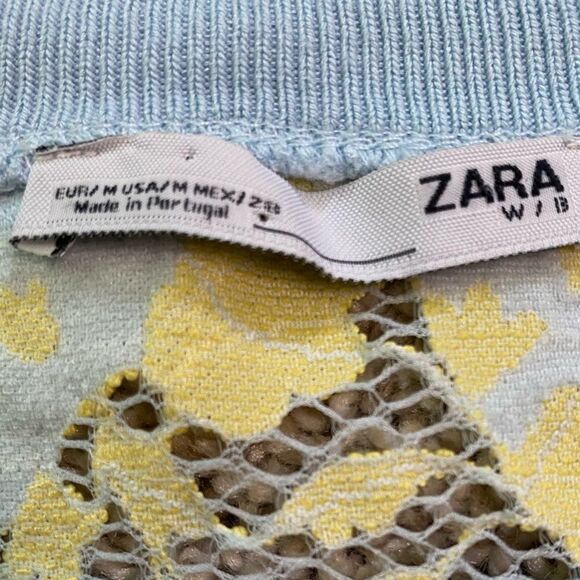 EUR/M USA/M MEX/28
Made in Portugal
ZARA
W/B